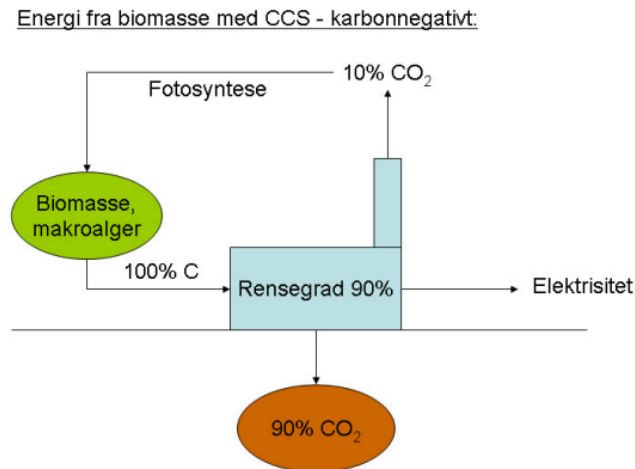 Energi fra biomasse med CCS - karbonnegativt:
10% CO₂
Fotosyntese
Biomasse,
makroalger
100% C
Rensegrad 90%
Elektrisitet
90% CO₂